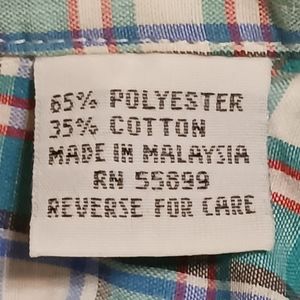 65% POLYESTER
35% COTTON
MADE IN MALAYSIA
RN 55899
REVERSE FOR CARE